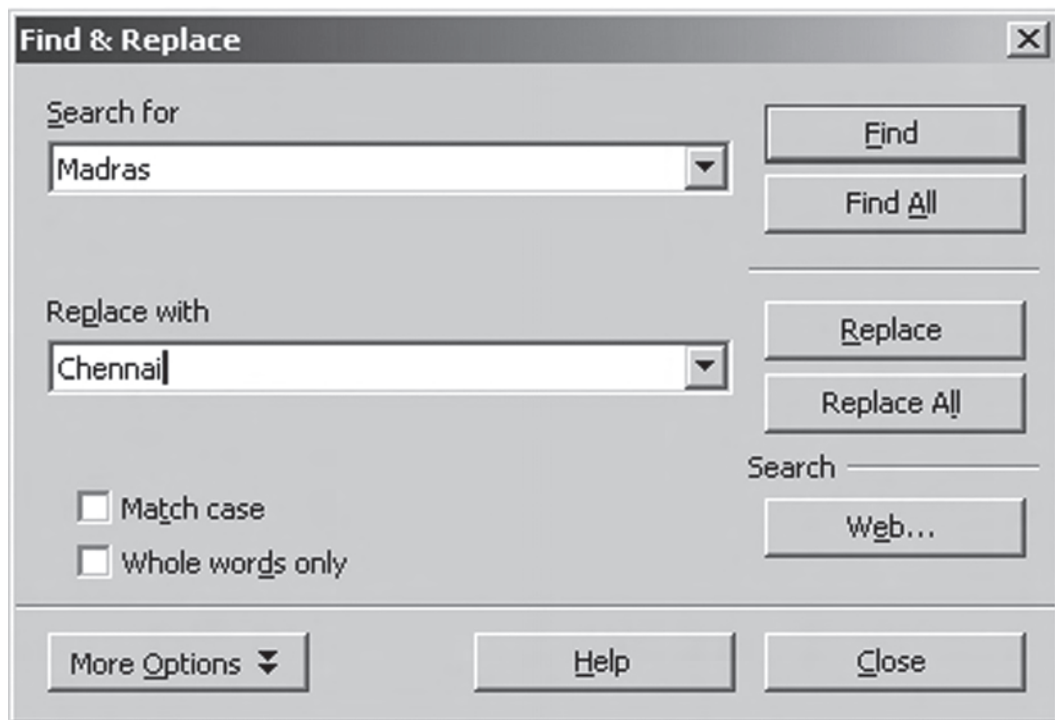 Find & Replace
Search for
Madras
Find
Find All
Replace with
Chennai
Replace
Replace All
Search
Web...
Match case
Whole words only
More Options
Help
Close